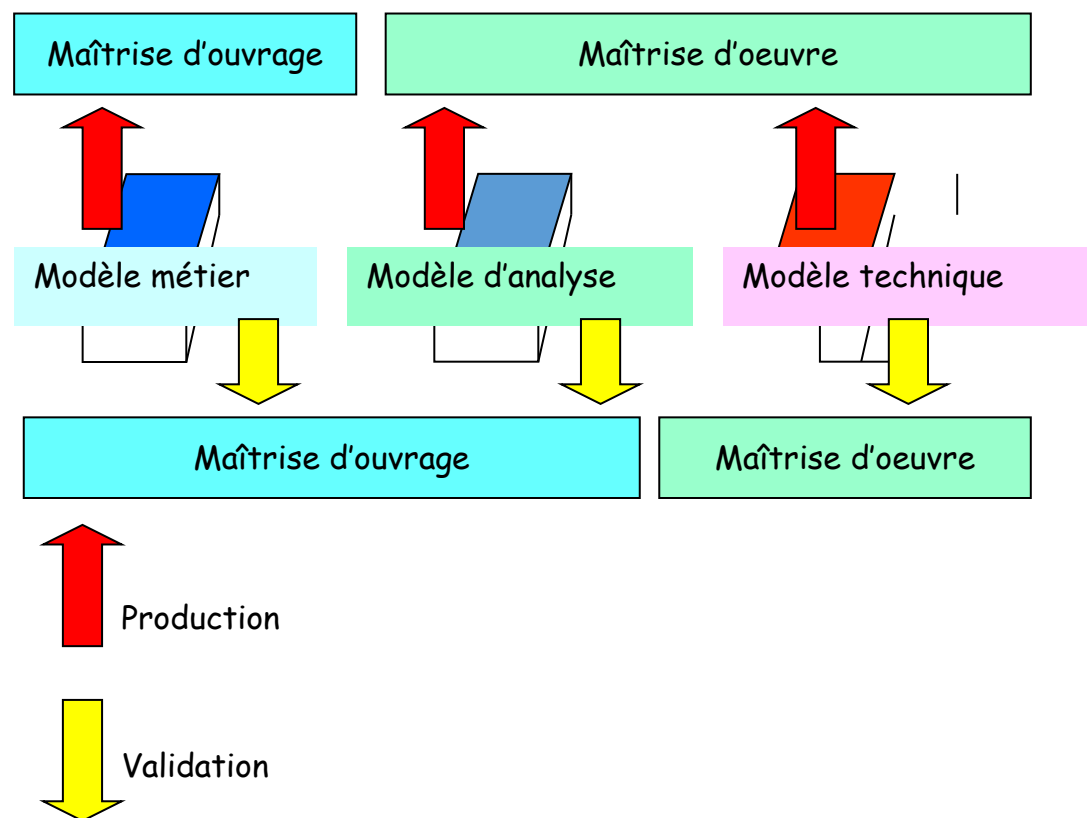 Maîtrise d'ouvrage
Maîtrise d'oeuvre
Modèle métier
Modèle d'analyse
Modèle technique
Maîtrise d'ouvrage
Maîtrise d'oeuvre
Production
Validation